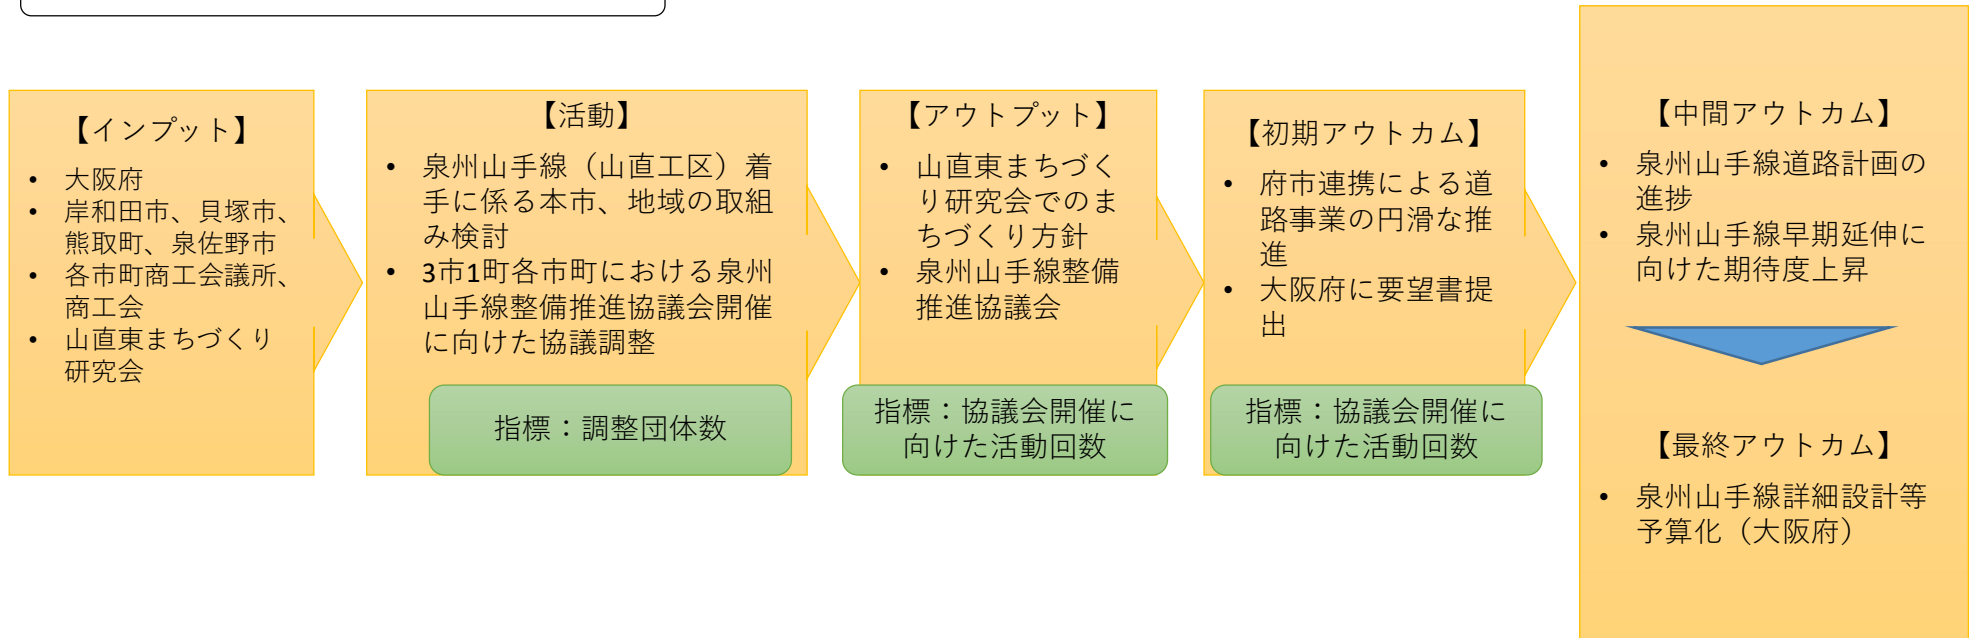 【インプット】
• 大阪府
• 岸和田市、貝塚市、
熊取町、泉佐野市
• 各市町商工会議所、
商工会
• 山直東まちづくり
研究会
【活動】
• 泉州山手線（山直工区）着
手に係る本市、地域の取組
み検討
• 3市1町各市町における泉州
山手線整備推進協議会開催
に向けた協議調整
指標：調整団体数
【アウトプット】
• 山直東まちづく
り研究会でのま
ちづくり方針
• 泉州山手線整備
推進協議会
指標：協議会開催に
向けた活動回数
【初期アウトカム】
• 府市連携による道
路事業の円滑な推
進
• 大阪府に要望書提
出
指標：協議会開催に
向けた活動回数
【中間アウトカム】
• 泉州山手線道路計画の
進捗
• 泉州山手線早期延伸に
向けた期待度上昇
【最終アウトカム】
• 泉州山手線詳細設計等
予算化（大阪府）